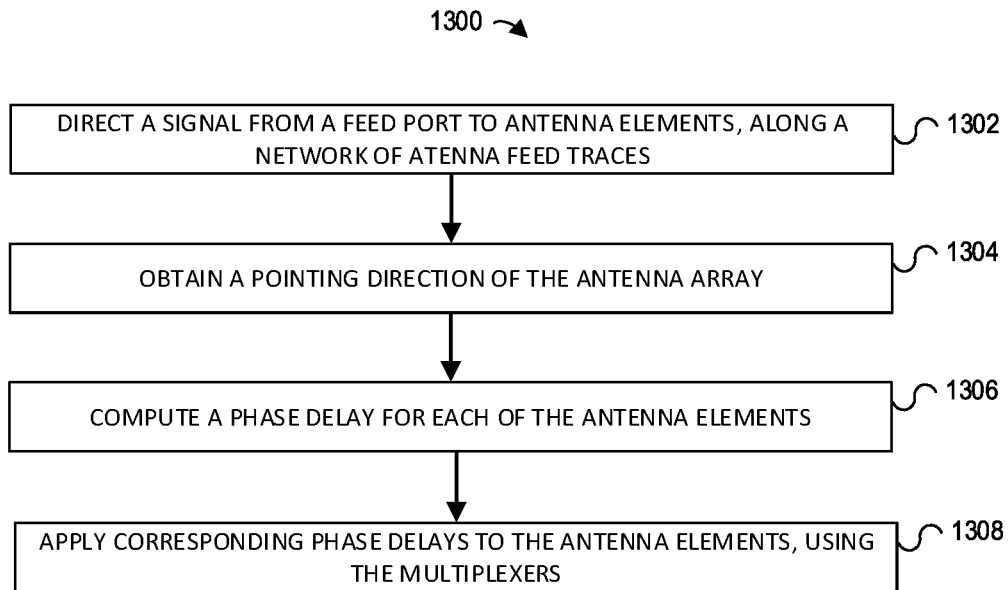 1300
DIRECT A SIGNAL FROM A FEED PORT TO ANTENNA ELEMENTS, ALONG A
NETWORK OF ATENNA FEED TRACES
1302
OBTAIN A POINTING DIRECTION OF THE ANTENNA ARRAY
1304
COMPUTE A PHASE DELAY FOR EACH OF THE ANTENNA ELEMENTS
1306
APPLY CORRESPONDING PHASE DELAYS TO THE ANTENNA ELEMENTS, USING
THE MULTIPLEXERS
1308